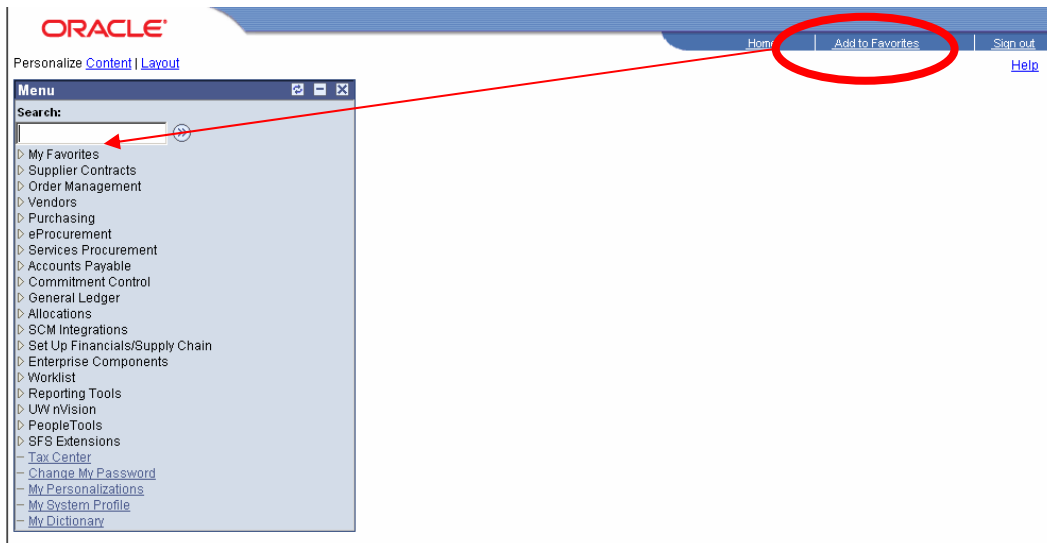 ORACLE
Home Add to Favorites Sign out
Personalize Content | Layout
Help
Menu
Search:
My Favorites
Supplier Contracts
Order Management
Vendors
Purchasing
eProcurement
Services Procurement
Accounts Payable
Commitment Control
General Ledger
Allocations
SCM Integrations
Set Up Financials/Supply Chain
Enterprise Components
Worklist
Reporting Tools
UW nVision
PeopleTools
SFS Extensions
Tax Center
Change My Password
My Personalizations
My System Profile
My Dictionary